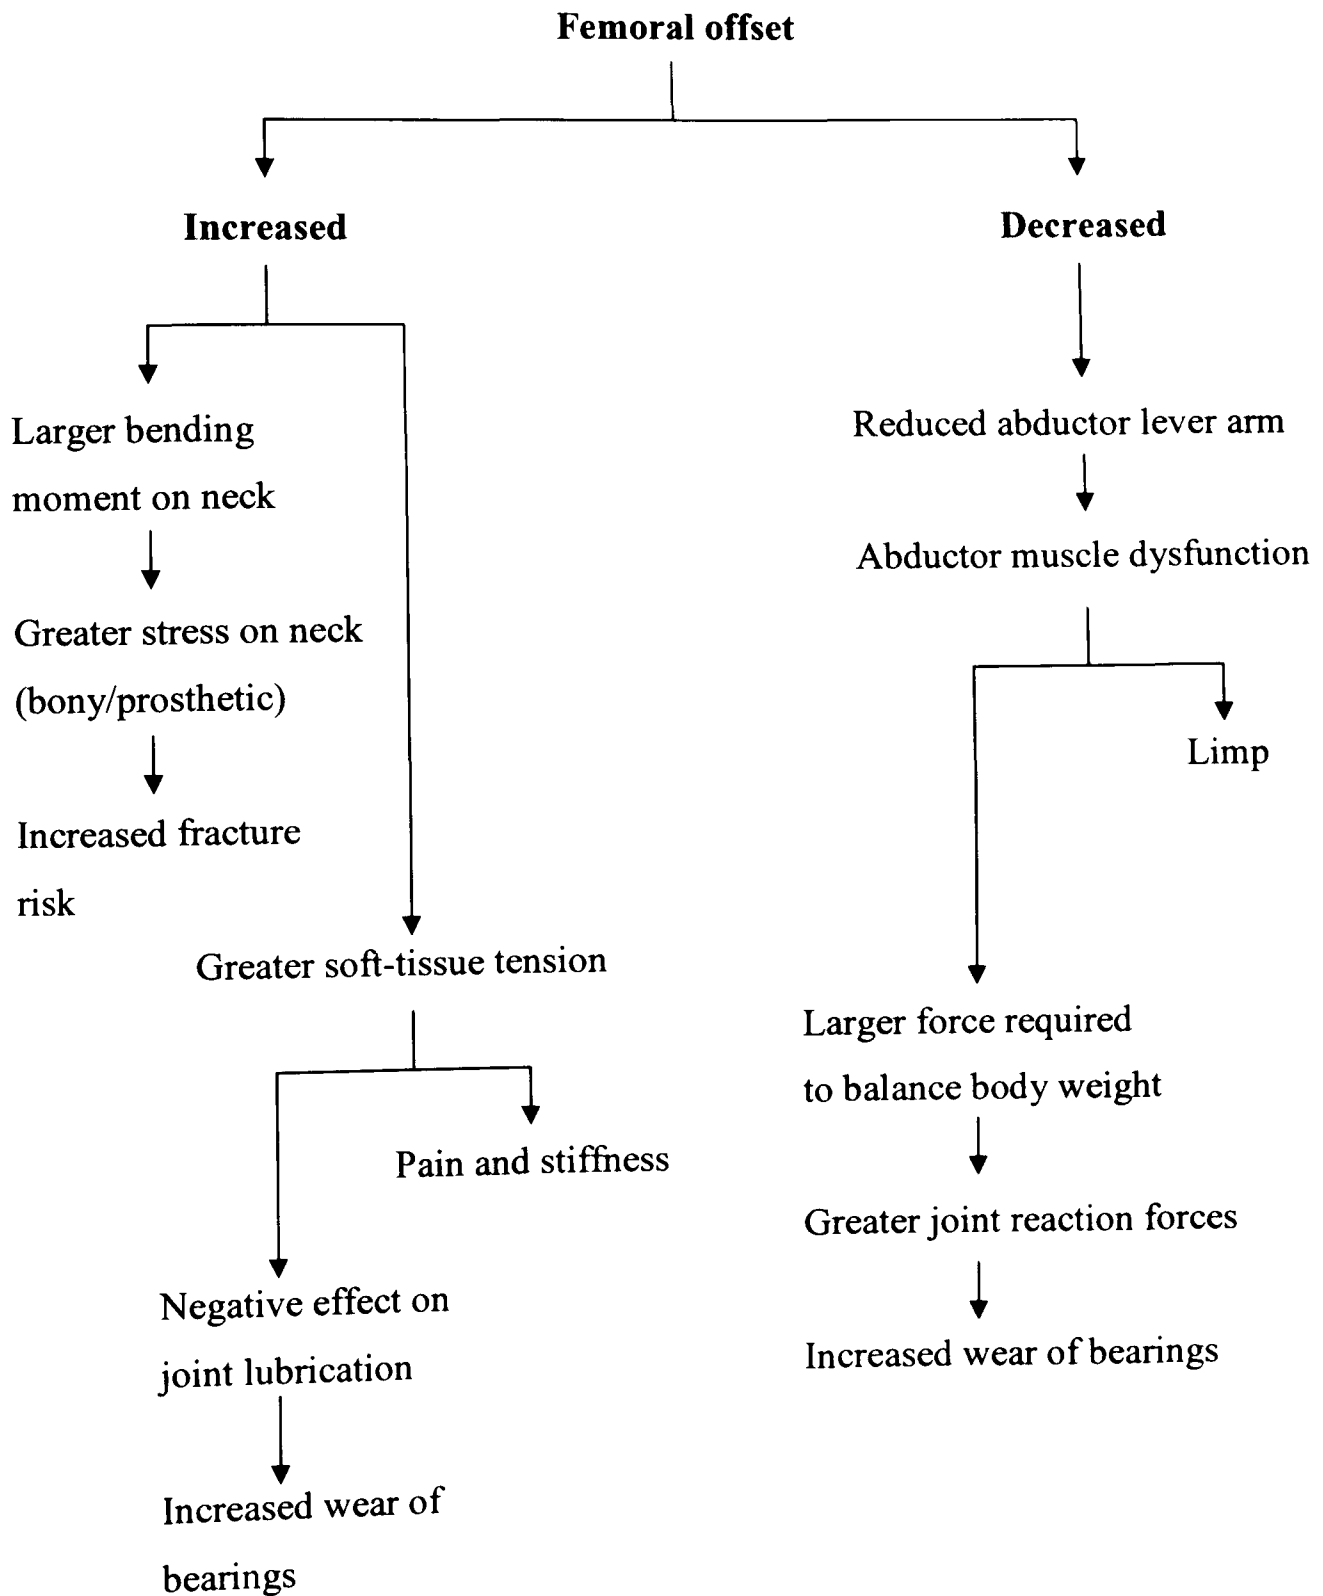 Femoral offset
Increased
Decreased
Larger bending
moment on neck
Greater stress on neck
(bony/prosthetic)
Increased fracture
risk
Greater soft-tissue tension
Pain and stiffness
Negative effect on
joint lubrication
Increased wear of
bearings
Reduced abductor lever arm
Abductor muscle dysfunction
Limp
Larger force required
to balance body weight
Greater joint reaction forces
Increased wear of bearings